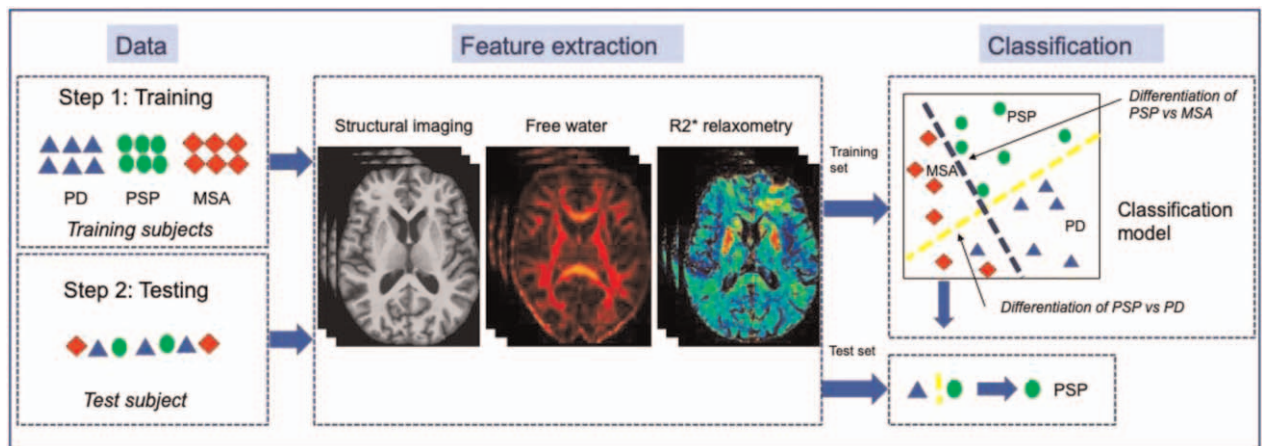 Data
Feature extraction
Classification
Step 1: Training
PD
PSP
MSA
Training subjects
Step 2: Testing
Test subject
Structural imaging
Free water
R2* relaxometry
Training
set
Test set
PSP
MSA
PD
Differentiation of
PSP vs MSA
Classification
model
Differentiation of PSP vs PD
PSP